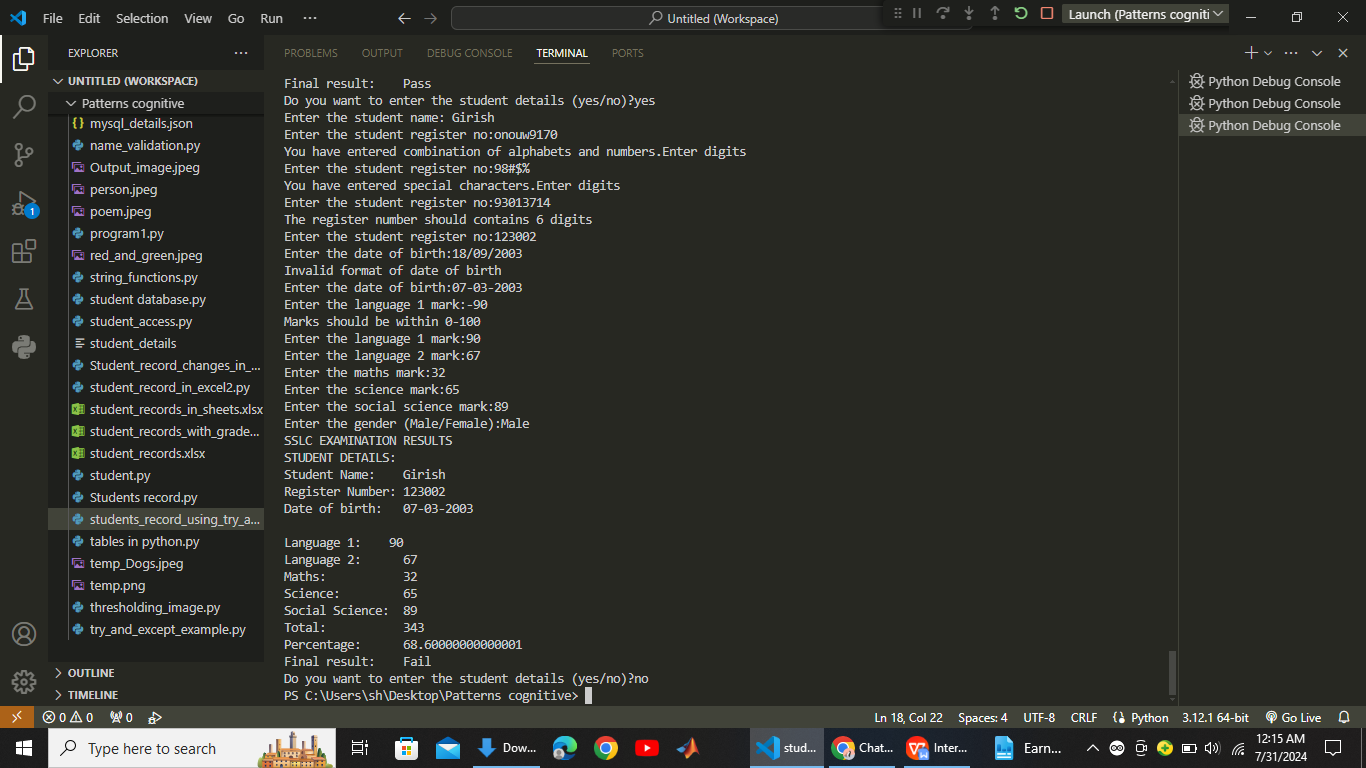 File Edit Selection View Go Run ···
Untitled (Workspace)
Launch (Patterns cogniti
EXPLORER ···
UNTITLED (WORKSPACE)
Patterns cognitive
mysql_details.json
name_validation.py
Output_image.jpeg
person.jpeg
poem.jpeg
program1.py
red_and_green.jpeg
string_functions.py
student database.py
student_access.py
student_details
Student_record_changes_in_...
student_record_in_excel2.py
student_records_in_sheets.xlsx
student_records_with_grade...
student_records.xlsx
student.py
Students record.py
students_record_using_try_a...
tables in python.py
temp_Dogs.jpeg
temp.png
thresholding_image.py
try_and_except_example.py
OUTLINE
TIMELINE
1
PROBLEMS OUTPUT DEBUG CONSOLE TERMINAL PORTS
Final result: Pass
Do you want to enter the student details (yes/no)?yes
Enter the student name: Girish
Enter the student register no:onouw9170
You have entered combination of alphabets and numbers.Enter digits
Enter the student register no:98#$%
You have entered special characters.Enter digits
Enter the student register no:93013714
The register number should contains 6 digits
Enter the student register no:123002
Enter the date of birth:18/09/2003
Invalid format of date of birth
Enter the date of birth:07-03-2003
Enter the language 1 mark:-90
Marks should be within 0-100
Enter the language 1 mark:90
Enter the language 2 mark:67
Enter the maths mark:32
Enter the science mark:65
Enter the social science mark:89
Enter the gender (Male/Female):Male
SSLC EXAMINATION RESULTS
STUDENT DETAILS:
Student Name: Girish
Register Number: 123002
Date of birth: 07-03-2003
Language 1: 90
Language 2: 67
Maths: 32
Science: 65
Social Science: 89
Total: 343
Percentage: 68.60000000000001
Final result: Fail
Do you want to enter the student details (yes/no)?no
PS C:\Users\sh\Desktop\Patterns cognitive>
Python Debug Console
Python Debug Console
Python Debug Console
0 0 0 Ln 18, Col 22 Spaces: 4 UTF-8 CRLF Python 3.12.1 64-bit Go Live
Type here to search Dow... stud... Chat... Inter... Earn... 12:15 AM
7/31/2024